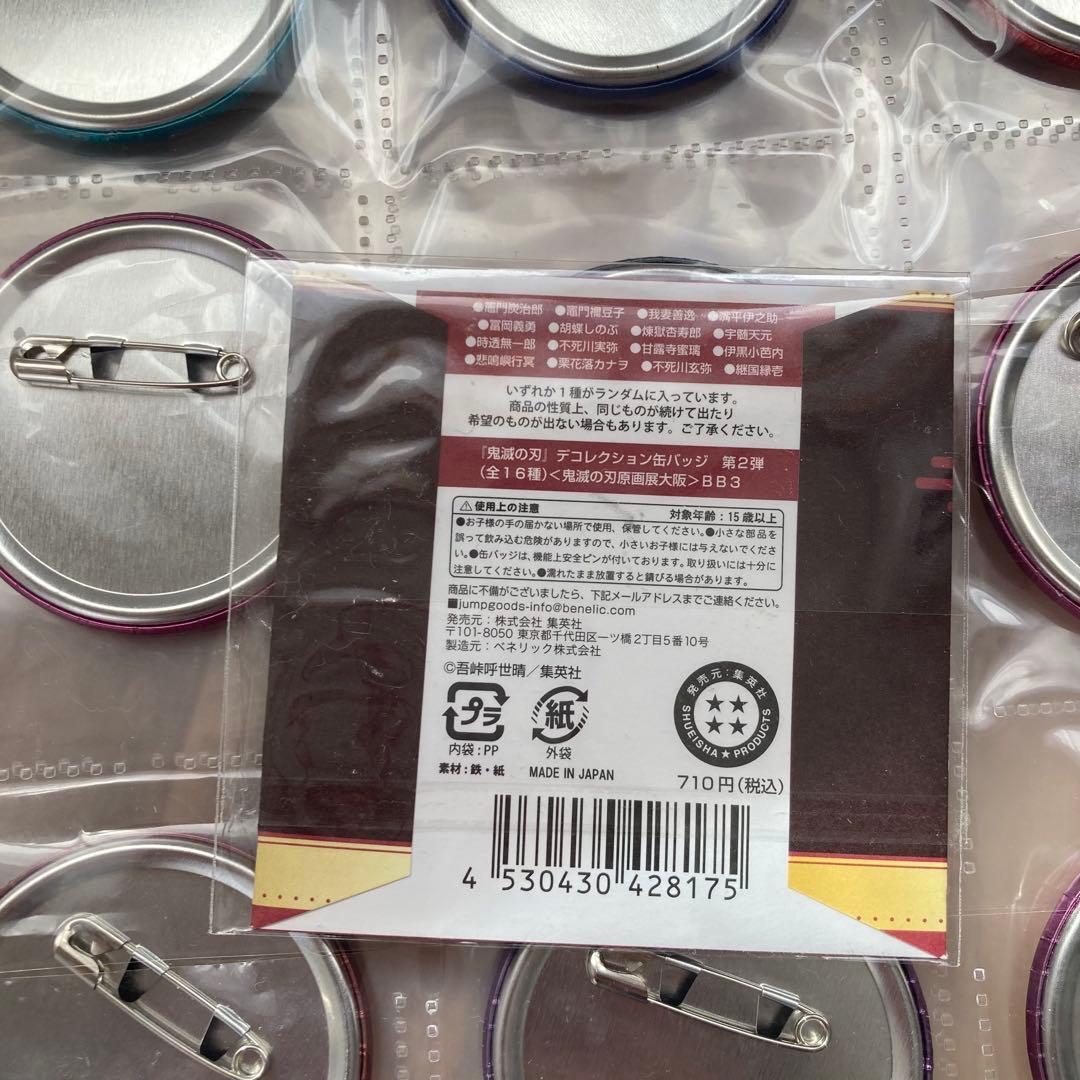 ●竈門炭治郎 ●竈門禰豆子 ●我妻善逸 ●嘴平伊之助
●冨岡義勇 ●胡蝶しのぶ ●煉獄杏寿郎 ●宇髄天元
●時透無一郎 ●不死川実弥 ●甘露寺蜜璃 ●伊黒小芭内
●悲鳴嶼行冥 ●栗花落カナヲ ●不死川玄弥 ●継国縁壱
いずれか1種がランダムに入っています。
商品の性質上、同じものが続けて出たり
希望のものが出ない場合もあります。ご了承ください。
『鬼滅の刃』デコレクション缶バッジ 第2弾
(全16種)<鬼滅の刃原画展大阪>BB3
⚠使用上の注意 対象年齢:15歳以上
●お子様の手の届かない場所で使用、保管してください。●小さな部品を
誤って飲み込む危険がありますので、小さいお子様には与えないでくださ
い。●缶バッジは、機能上安全ピンが付いております。取り扱いには十分に
注意してください。●濡れたまま放置すると錆びる場合があります。
商品に不備がございましたら、下記メールアドレスまでご連絡ください。
■jumpgoods-info@benelic.com
発売元:株式会社 集英社
〒101-8050 東京都千代田区一ツ橋2丁目5番10号
製造元:ベネリック株式会社
©吾峠呼世晴/集英社
プラ
内袋:PP
紙
外袋
素材:鉄・紙
MADE IN JAPAN
発売元:集英社
SHUEISHA★PRODUCTS
710円(税込)
4 530430 428175